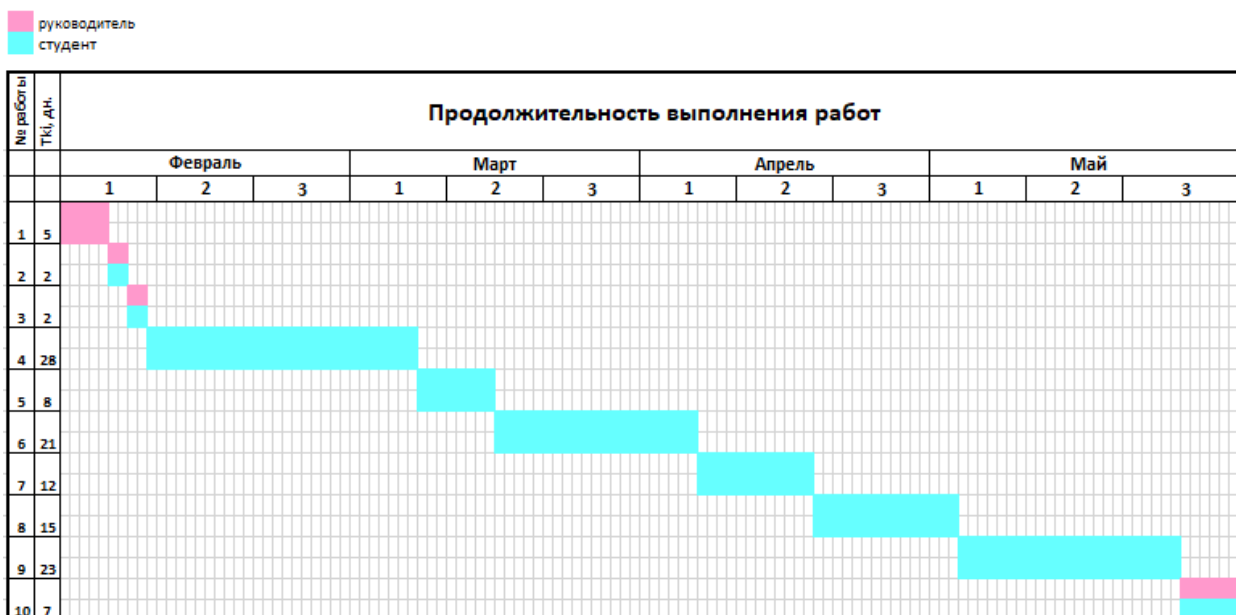 руководитель
студент
№ работы
Tki, дн.
Продолжительность выполнения работ
Февраль Март Апрель Май
1 2 3 1 2 3 1 2 3 1 2 3
1 5
2 2
3 2
4 28
5 8
6 21
7 12
8 15
9 23
10 7